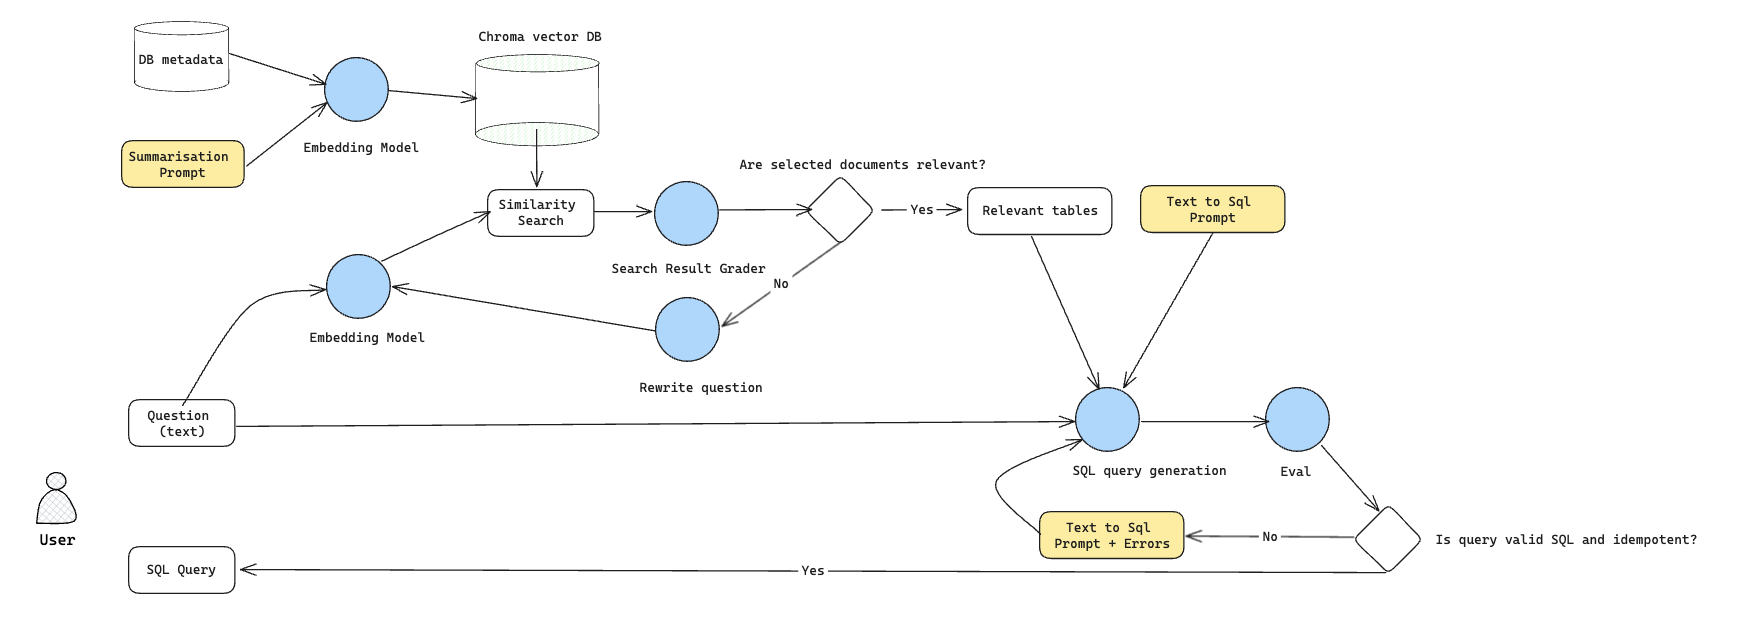 Chroma vector DB
DB metadata
Embedding Model
Summarisation
Prompt
Are selected documents relevant?
Similarity
Search
Yes
Relevant tables
Text to Sql
Prompt
Search Result Grader
No
Embedding Model
Rewrite question
Question
(text)
SQL query generation
Eval
User
Text to Sql
Prompt + Errors
No
Is query valid SQL and idempotent?
SQL Query
Yes